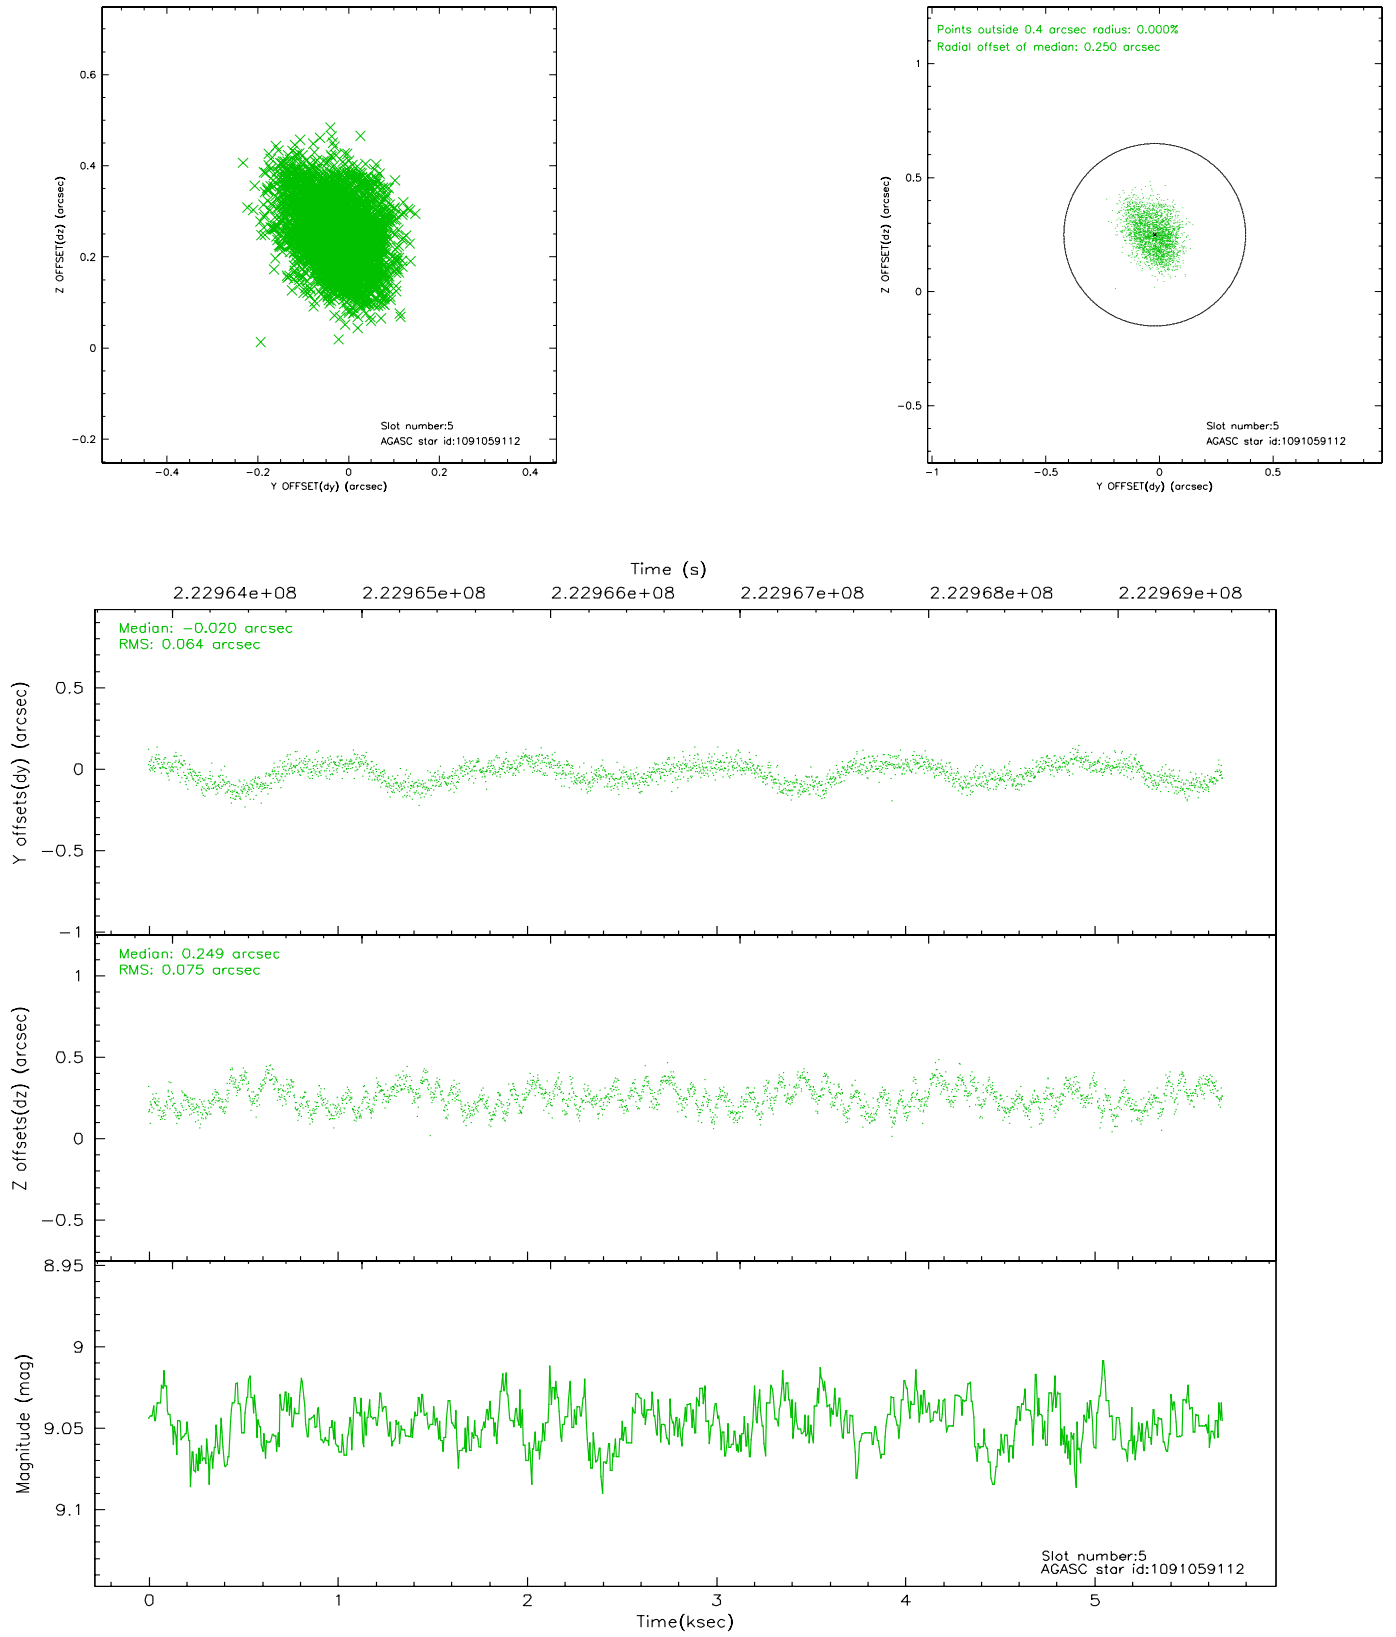 0.6
0.4
0.2
0
−0.2
Z OFFSET(dz) (arcsec)
Slot number:5
AGASC star id:1091059112
−0.4 −0.2 0 0.2 0.4
Y OFFSET(dy) (arcsec)
Points outside 0.4 arcsec radius: 0.000%
Radial offset of median: 0.250 arcsec
1
0.5
0
−0.5
Z OFFSET(dz) (arcsec)
Slot number:5
AGASC star id:1091059112
−1 −0.5 0 0.5
Y OFFSET(dy) (arcsec)
Time (s)
2.22964e+08 2.22965e+08 2.22966e+08 2.22967e+08 2.22968e+08 2.22969e+08
Median: −0.020 arcsec
RMS: 0.064 arcsec
0.5
0
−0.5
−1
Y offsets(dy) (arcsec)
Median: 0.249 arcsec
RMS: 0.075 arcsec
1
0.5
0
−0.5
Z offsets(dz) (arcsec)
8.95
9
9.05
9.1
Magnitude (mag)
Slot number:5
AGASC star id:1091059112
0 1 2 3 4 5
Time(ksec)